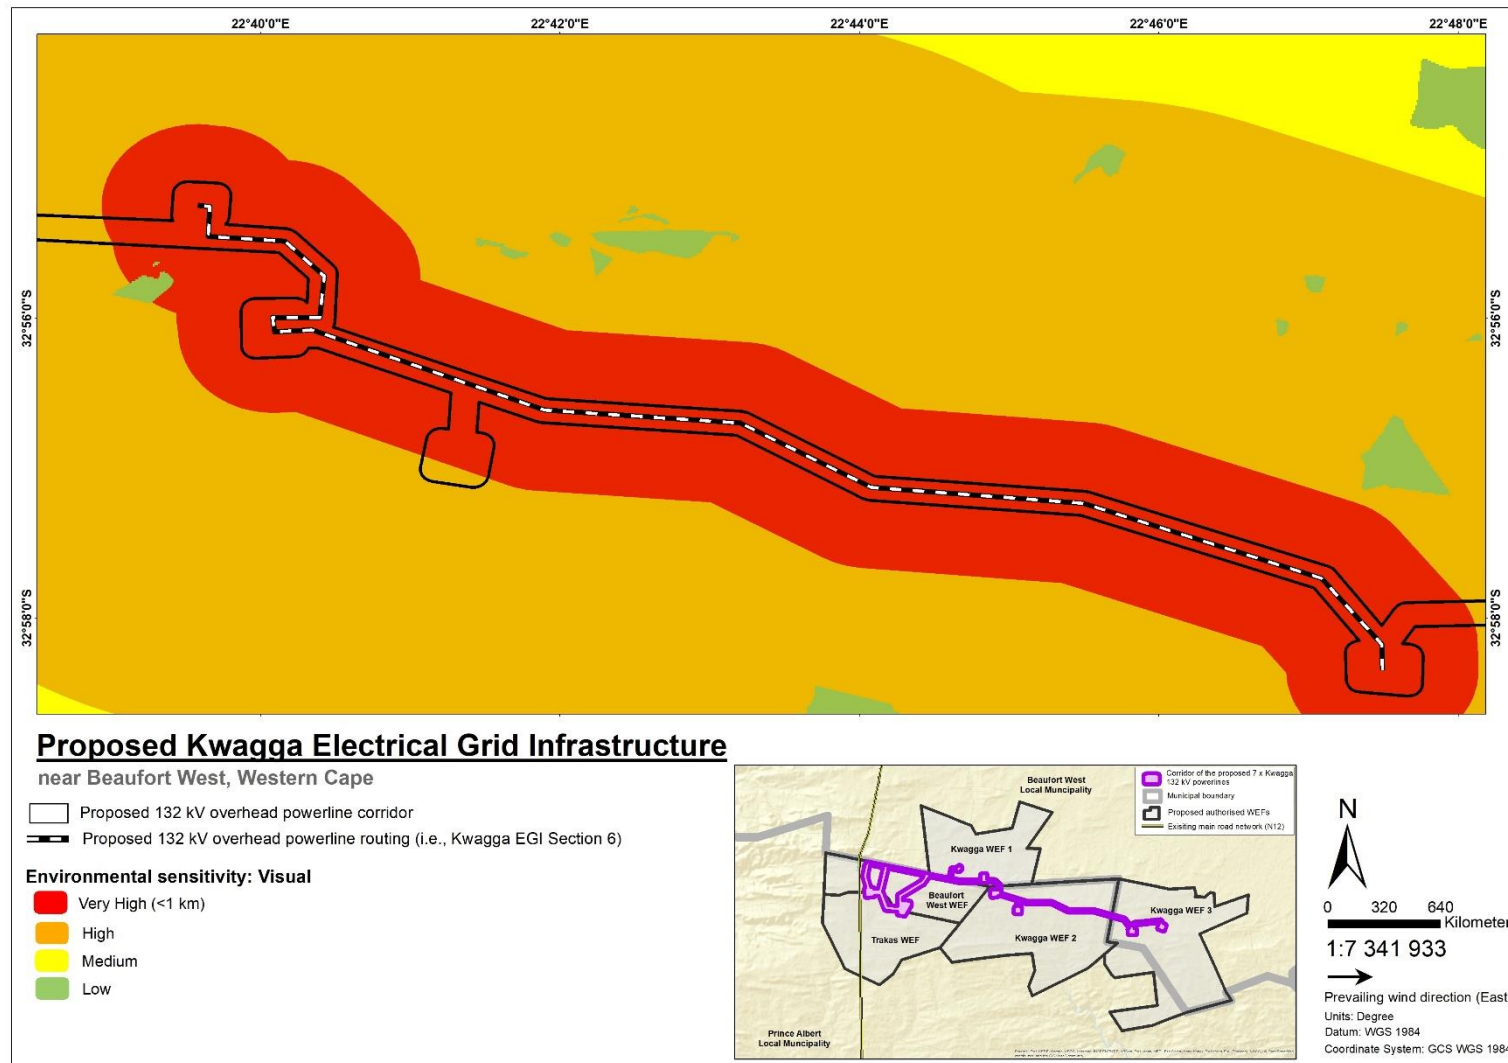 22°40'0"E 22°42'0"E 22°44'0"E 22°46'0"E 22°48'0"E
32°56'0"S 32°56'0"S
32°58'0"S 32°58'0"S
Proposed Kwagga Electrical Grid Infrastructure
near Beaufort West, Western Cape
Proposed 132 kV overhead powerline corridor
Proposed 132 kV overhead powerline routing (i.e., Kwagga EGI Section 6)
Environmental sensitivity: Visual
Very High (<1 km)
High
Medium
Low
Beaufort West
Local Muncipality
Corridor of the proposed 7 x Kwagga
132 kV powerlines
Municipal boundary
Proposed authorised WEFs
Exisiting main road network (N12)
Kwagga WEF 1
Beaufort
West WEF
Kwagga WEF 3
Trakas WEF
Kwagga WEF 2
Prince Albert
Local Municipality
N
0 320 640
Kilometer
1:7 341 933
Prevailing wind direction (East
Units: Degree
Datum: WGS 1984
Coordinate System: GCS WGS 1984